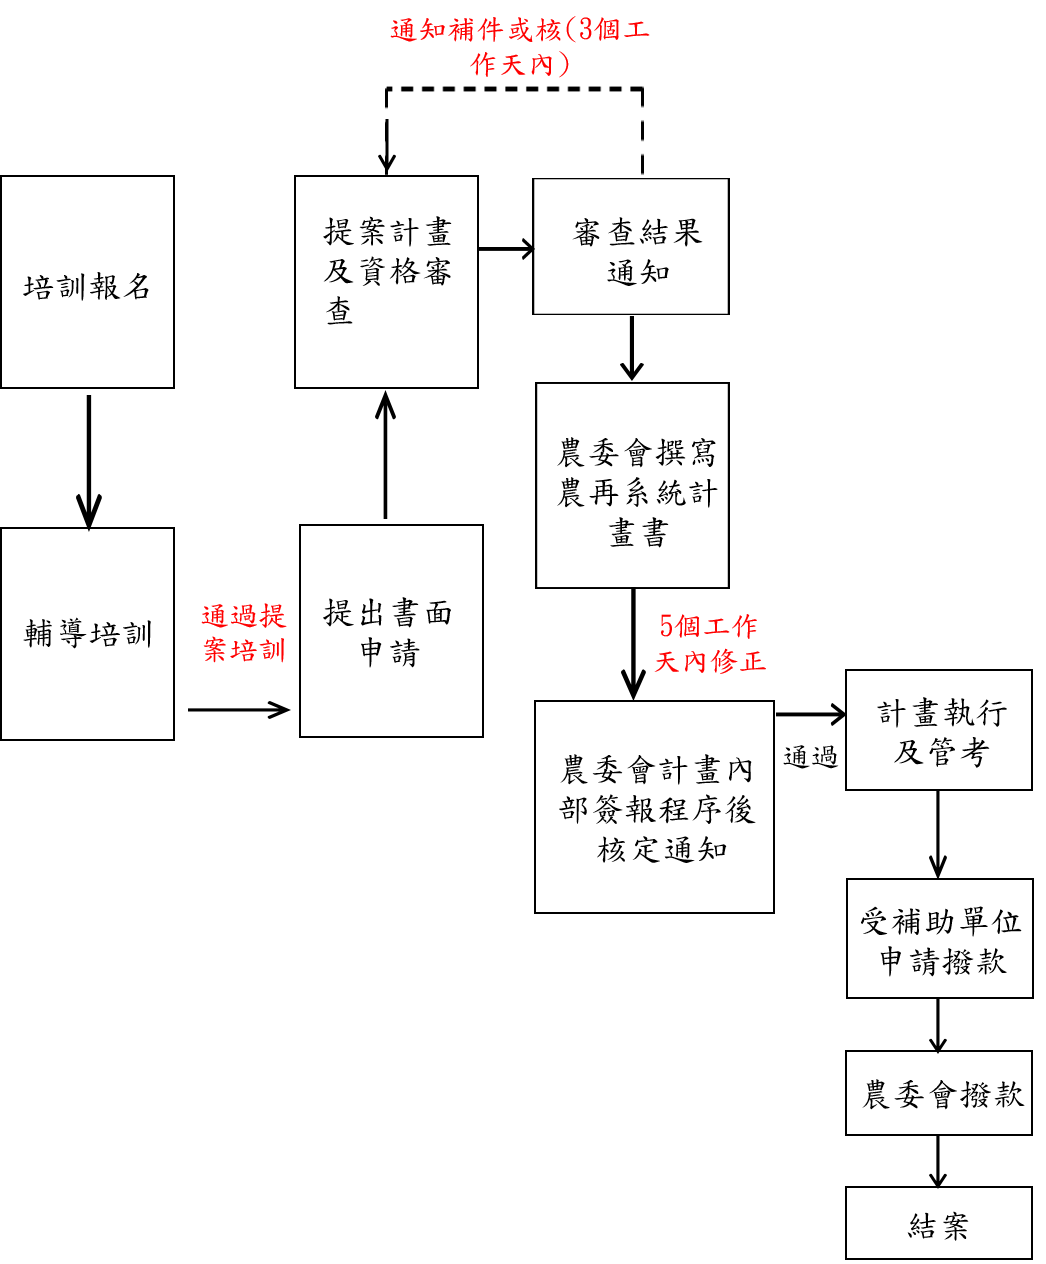 通知補件或核(3個工
作天內)
培訓報名
提案計畫
及資格審
查
審查結果
通知
農委會撰寫
農再系統計
畫書
輔導培訓
通過提
案培訓
提出書面
申請
5個工作
天內修正
農委會計畫內
部簽報程序後
核定通知
通過
計畫執行
及管考
受補助單位
申請撥款
農委會撥款
結案